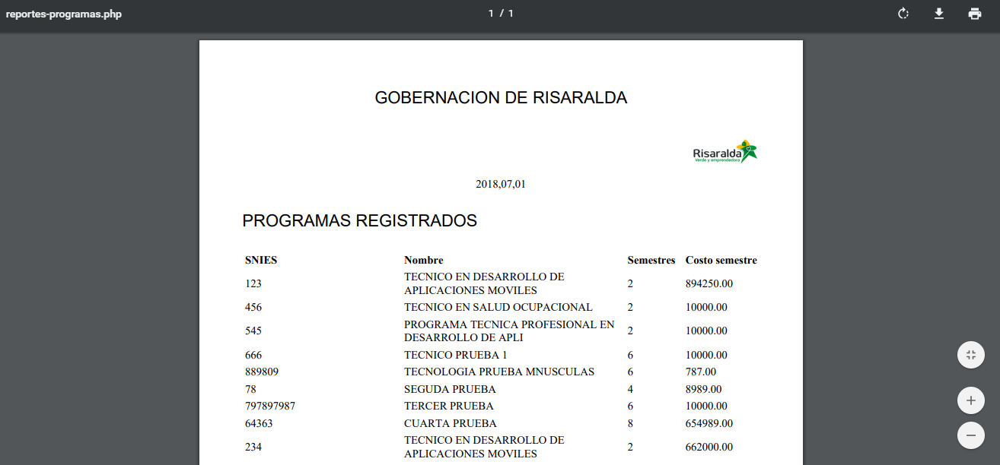 reportes-programas.php
1 / 1
GOBERNACION DE RISARALDA
Risaralda
Verde y emprendedora
2018,07,01
PROGRAMAS REGISTRADOS
SNIES Nombre Semestres Costo semestre
123 TECNICO EN DESARROLLO DE APLICACIONES MOVILES 2 894250.00
456 TECNICO EN SALUD OCUPACIONAL 2 10000.00
545 PROGRAMA TECNICA PROFESIONAL EN DESARROLLO DE APLI 2 10000.00
666 TECNICO PRUEBA 1 6 10000.00
889809 TECNOLOGIA PRUEBA MNUSCULAS 6 787.00
78 SEGUDA PRUEBA 4 8989.00
797897987 TERCER PRUEBA 6 10000.00
64363 CUARTA PRUEBA 8 654989.00
234 TECNICO EN DESARROLLO DE APLICACIONES MOVILES 2 662000.00